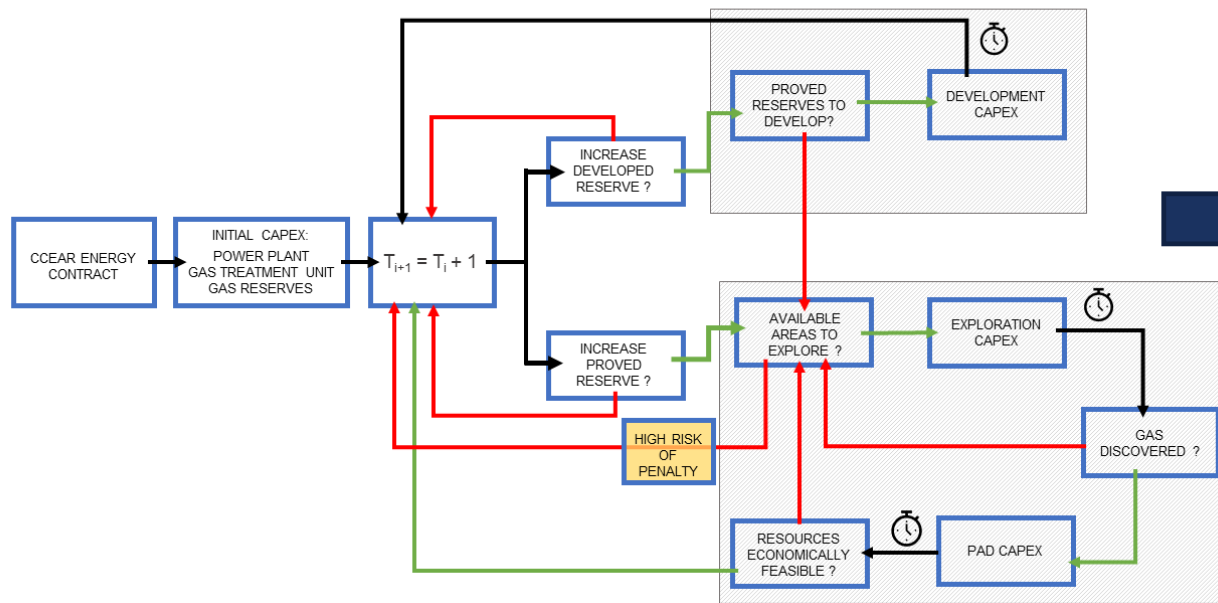 PROVED
RESERVES TO
DEVELOP?
DEVELOPMENT
CAPEX
INCREASE
DEVELOPED
RESERVE ?
CCEAR ENERGY
CONTRACT
INITIAL CAPEX:
POWER PLANT
GAS TREATMENT UNIT
GAS RESERVES
Ti+1 = Ti + 1
AVAILABLE
AREAS TO
EXPLORE ?
EXPLORATION
CAPEX
INCREASE
PROVED
RESERVE ?
HIGH RISK
OF
PENALTY
GAS
DISCOVERED ?
RESOURCES
ECONOMICALLY
FEASIBLE ?
PAD CAPEX